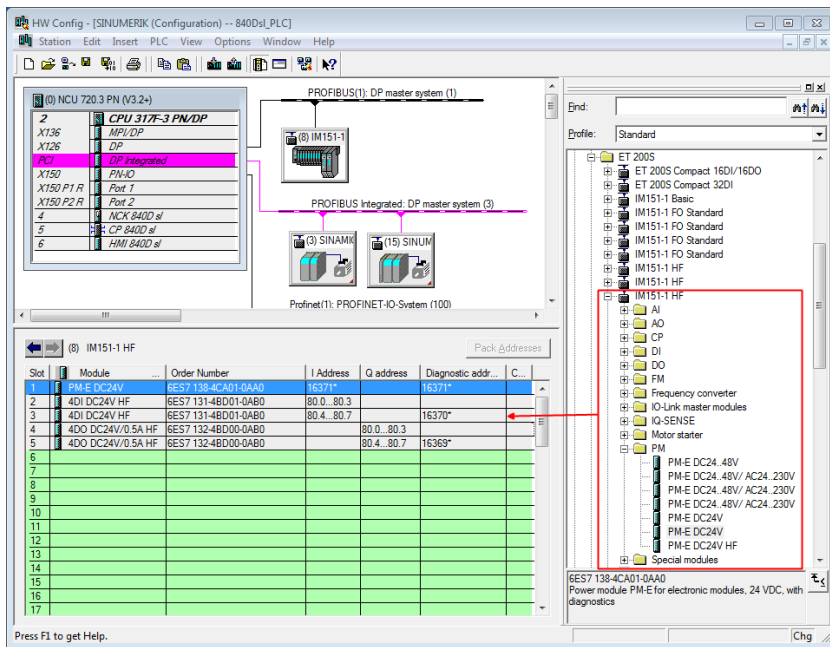 HW Config - [SINUMERIK (Configuration) -- 840Dsl_PLC]
Station Edit Insert PLC View Options Window Help
(0) NCU 720.3 PN (V3.2+)
2 CPU 317F-3 PN/DP
X136 MPI/DP
X126 DP
PCI DP Integrated
X150 PN-IO
X150 P1 R Port 1
X150 P2 R Port 2
4 NCK 840D sl
5 CP 840D sl
6 HMI 840D sl
PROFIBUS(1): DP master system (1)
(8) IM151-1
PROFIBUS Integrated: DP master system (3)
(3) SINAMIK
(15) SINUM
Profinet(1): PROFINET-IO-System (100)
(8) IM151-1 HF
Pack Addresses
Slot Module ... Order Number I Address Q address Diagnostic addr... C...
1 PM-E DC24V 6ES7 138-4CA01-0AA0 16371* 16371*
2 4DI DC24V HF 6ES7 131-4BD01-0AB0 80.0...80.3
3 4DI DC24V HF 6ES7 131-4BD01-0AB0 80.4...80.7 16370*
4 4DO DC24V/0.5A HF 6ES7 132-4BD00-0AB0 80.0...80.3
5 4DO DC24V/0.5A HF 6ES7 132-4BD00-0AB0 80.4...80.7 16369*
6
7
8
9
10
11
12
13
14
15
16
17
Find:
Profile: Standard
ET 200S
ET 200S Compact 16DI/16DO
ET 200S Compact 32DI
IM151-1 Basic
IM151-1 FO Standard
IM151-1 FO Standard
IM151-1 FO Standard
IM151-1 FO Standard
IM151-1 HF
IM151-1 HF
IM151-1 HF
AI
AO
CP
DI
DO
FM
Frequency converter
IO-Link master modules
IQ-SENSE
Motor starter
PM
PM-E DC24..48V
PM-E DC24..48V/ AC24..230V
PM-E DC24..48V/ AC24..230V
PM-E DC24..48V/ AC24..230V
PM-E DC24V
PM-E DC24V
PM-E DC24V HF
Special modules
6ES7 138-4CA01-0AA0
Power module PM-E for electronic modules, 24 VDC, with
diagnostics
Press F1 to get Help.
Chg